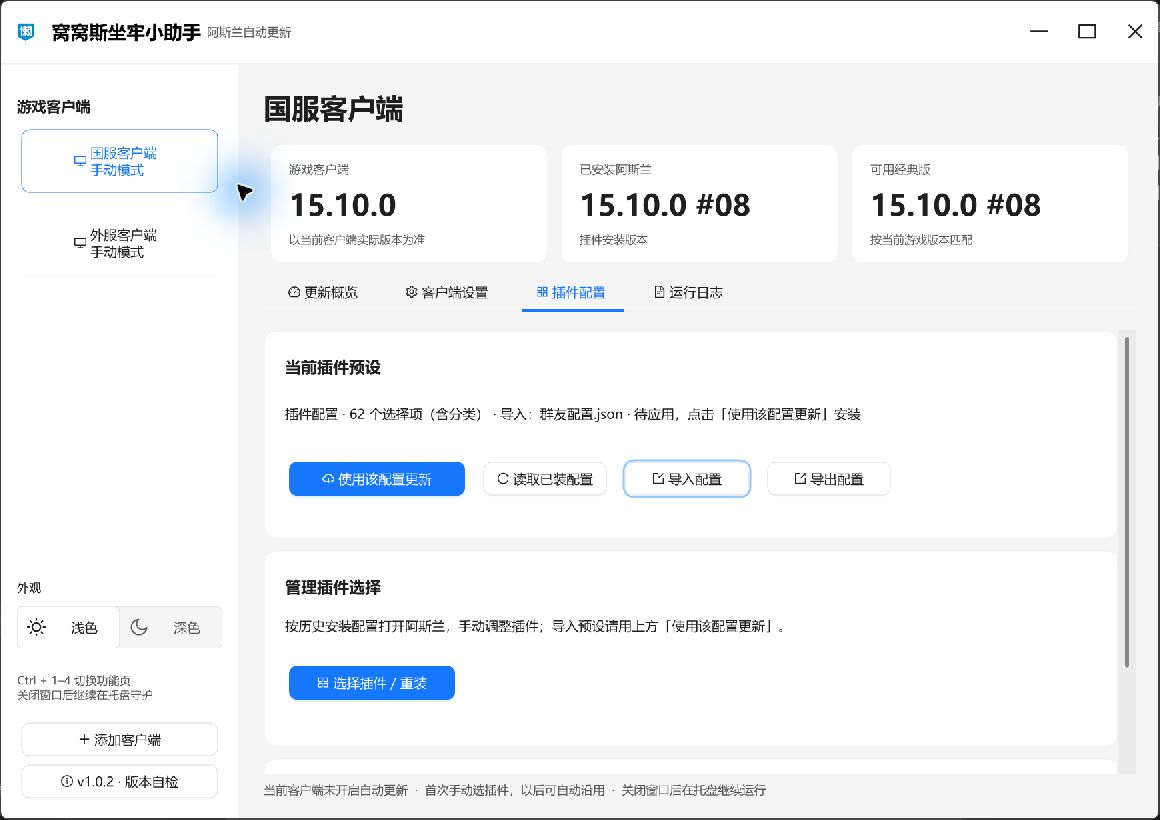 懒
窝窝斯坐牢小助手 阿斯兰自动更新
游戏客户端
国服客户端
手动模式
外服客户端
手动模式
外观
浅色 深色
Ctrl + 1–4 切换功能页
关闭窗口后继续在托盘守护
+ 添加客户端
v1.0.2 · 版本自检
国服客户端
游戏客户端
15.10.0
以当前客户端实际版本为准
已安装阿斯兰
15.10.0 #08
插件安装版本
可用经典版
15.10.0 #08
按当前游戏版本匹配
更新概览 客户端设置 插件配置 运行日志
当前插件预设
插件配置 · 62 个选择项（含分类） · 导入：群友配置.json · 待应用，点击「使用该配置更新」安装
使用该配置更新 读取已装配置 导入配置 导出配置
管理插件选择
按历史安装配置打开阿斯兰，手动调整插件；导入预设请用上方「使用该配置更新」。
选择插件 / 重装
当前客户端未开启自动更新 · 首次手动选插件，以后可自动沿用 · 关闭窗口后在托盘继续运行